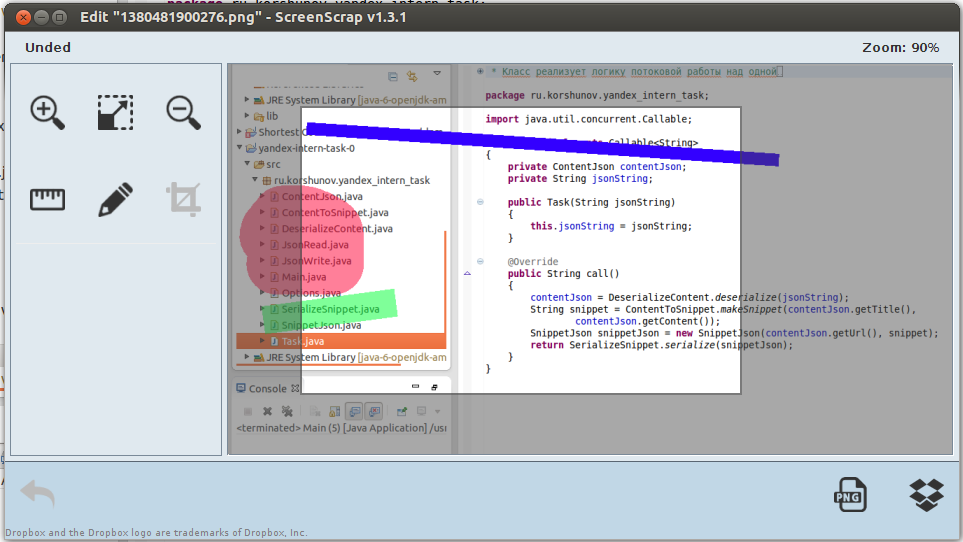 Edit "1380481900276.png" - ScreenScrap v1.3.1
Unded
Zoom: 90%
JRE System Library [java-6-openjdk-am
lib
Shortest
yandex-intern-task-0
src
ru.korshunov.yandex_intern_task
ContentJson.java
ContentToSnippet.java
DeserializeContent.java
JsonRead.java
JsonWrite.java
Main.java
Options.java
SerializeSnippet.java
SnippetJson.java
Task.java
JRE System Library [java-6-openjdk-am
Console
<terminated> Main (5) [Java Application] /usr
* Класс реализует логику потоковой работы над одной
package ru.korshunov.yandex_intern_task;
import java.util.concurrent.Callable;
Callable<String>
{
private ContentJson contentJson;
private String jsonString;
public Task(String jsonString)
{
this.jsonString = jsonString;
}
@Override
public String call()
{
contentJson = DeserializeContent.deserialize(jsonString);
String snippet = ContentToSnippet.makeSnippet(contentJson.getTitle(),
contentJson.getContent());
SnippetJson snippetJson = new SnippetJson(contentJson.getUrl(), snippet);
return SerializeSnippet.serialize(snippetJson);
}
}
PNG
Dropbox and the Dropbox logo are trademarks of Dropbox, Inc.